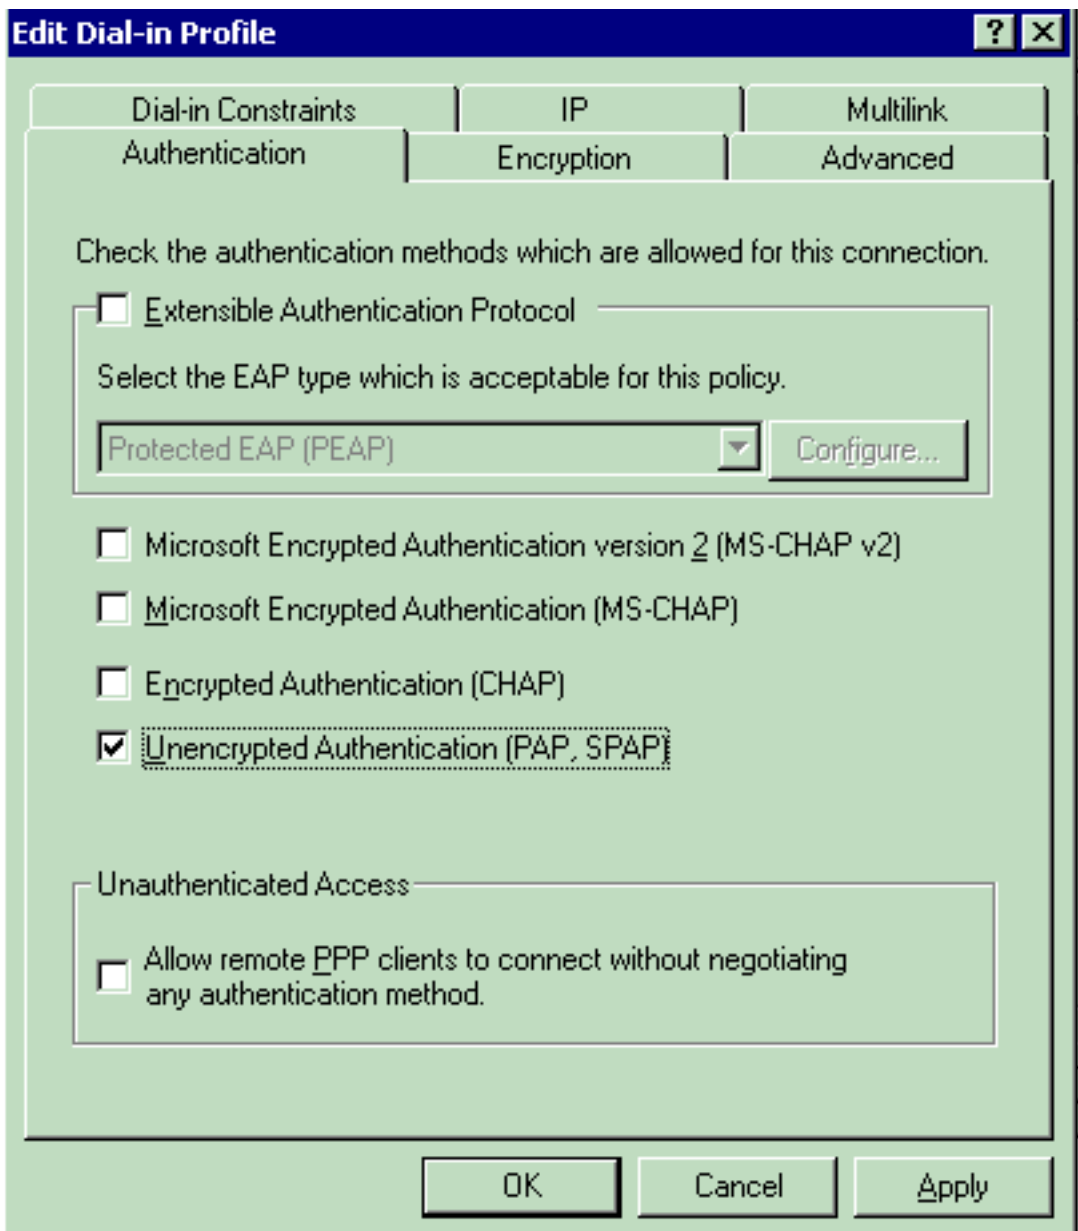 Edit Dial-in Profile
Dial-in Constraints IP Multilink
Authentication Encryption Advanced
Check the authentication methods which are allowed for this connection.
Extensible Authentication Protocol
Select the EAP type which is acceptable for this policy.
Protected EAP (PEAP) Configure...
Microsoft Encrypted Authentication version 2 (MS-CHAP v2)
Microsoft Encrypted Authentication (MS-CHAP)
Encrypted Authentication (CHAP)
Unencrypted Authentication (PAP, SPAP)
Unauthenticated Access
Allow remote PPP clients to connect without negotiating
any authentication method.
OK Cancel Apply